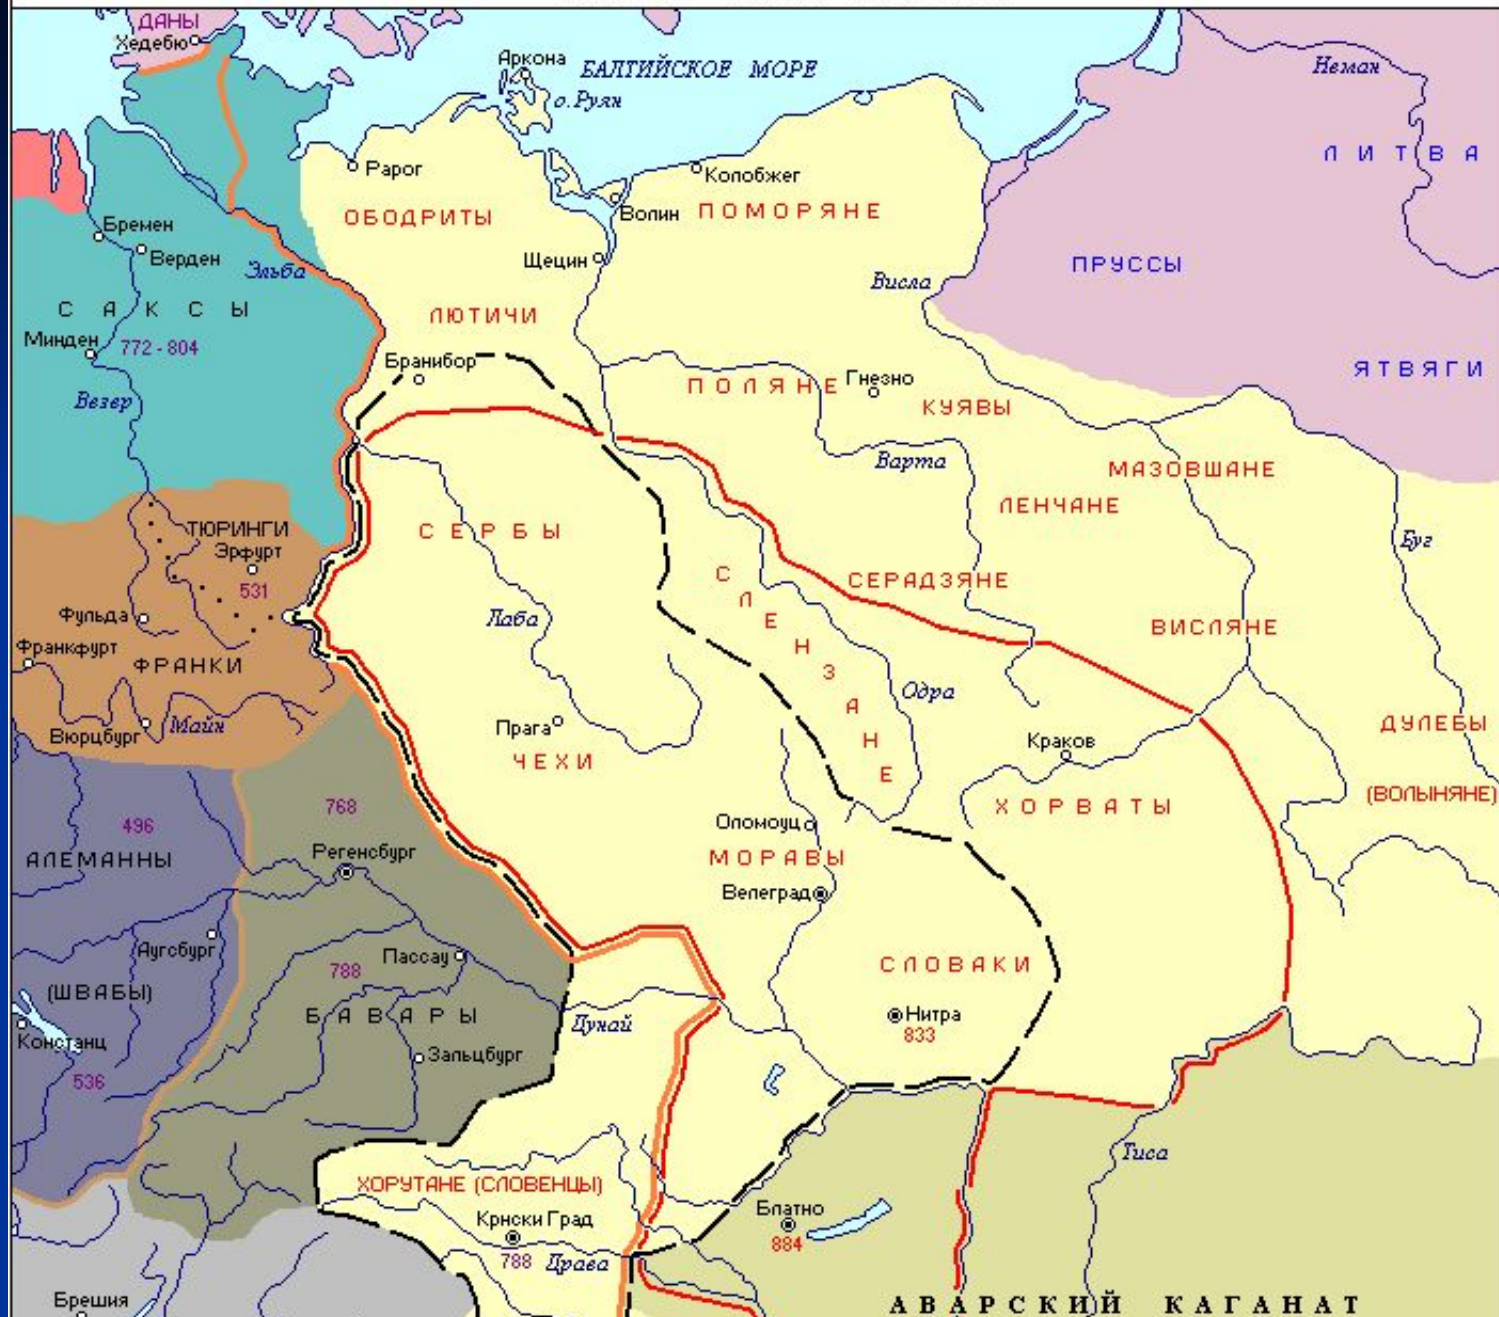 ДАНЫ
Хедебю
Аркона
БАЛТИЙСКОЕ МОРЕ
о. Руян
Неман
ЛИТВА
Рарог
Колобжег
ОБОДРИТЫ
Волин
ПОМОРЯНЕ
Бремен
Верден
Эльба
Щецин
ПРУССЫ
Висла
САКСЫ
ЛЮТИЧИ
Минден
772 - 804
Бранибор
ЯТВЯГИ
Везер
ПОЛЯНЕ
Гнезно
КУЯВЫ
Варта
МАЗОВШАНЕ
ЛЕНЧАНЕ
ТЮРИНГИ
Эрфурт
531
СЕРБЫ
Буг
СЛЕНЗАНЕ
СЕРАДЗЯНЕ
Фульда
Лаба
ВИСЛЯНЕ
Франкфурт
ФРАНКИ
Одра
Вюрцбург
Майн
Прага
ЧЕХИ
Краков
ДУЛЕБЫ
(ВОЛЫНЯНЕ)
ХОРВАТЫ
496
768
АЛЕМАННЫ
Регенсбург
Оломоуц
МОРАВЫ
Велеград
Аугсбург
Пассау
788
СЛОВАКИ
(ШВАБЫ)
БАВАРЫ
Дунай
Нитра
833
Констанц
Зальцбург
536
Тиса
ХОРУТАНЕ (СЛОВЕНЦЫ)
Крнски Град
788
Драва
Блатно
884
Брешия
АВАРСКИЙ КАГАНАТ